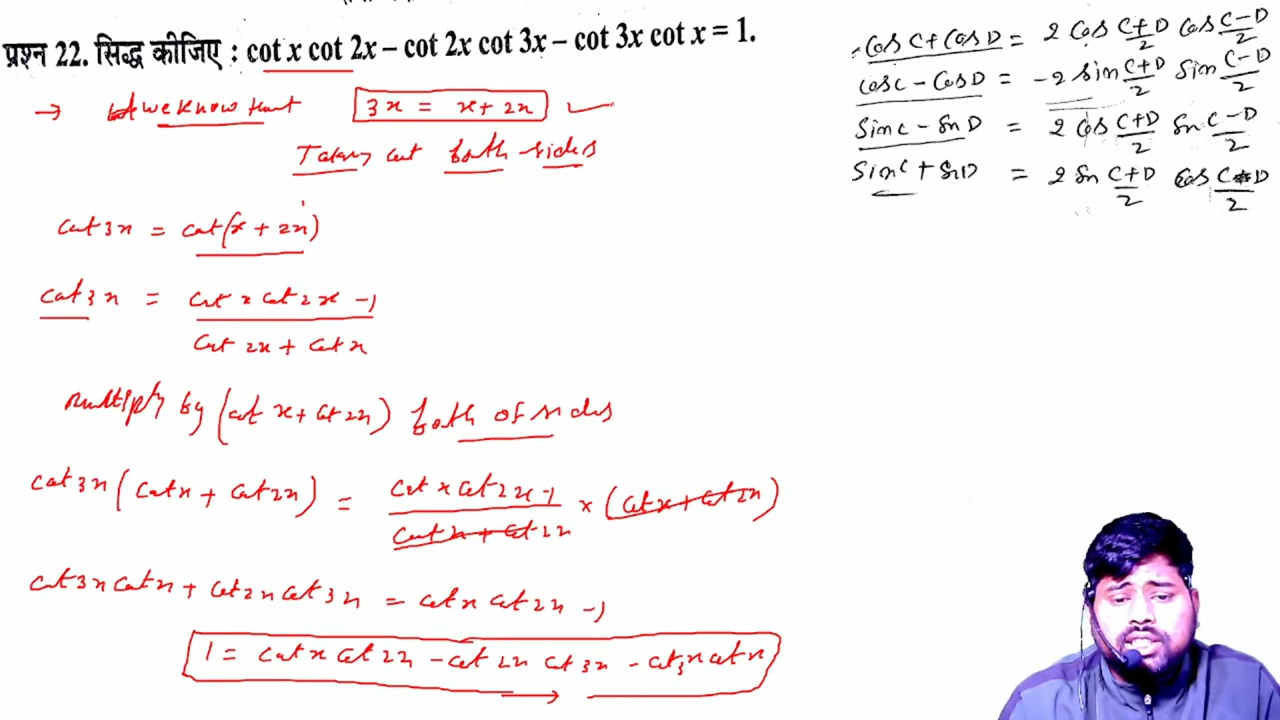 प्रश्न 22. सिद्ध कीजिए : cot x cot 2x – cot 2x cot 3x – cot 3x cot x = 1.
→ we know that 3x = x + 2x
Taking cot both sides
cot 3x = cot(x + 2x)
cot 3x = (cot x cot 2x - 1) / (cot 2x + cot x)
multiply by (cot x + cot 2x) both of sides
cot 3x (cot x + cot 2x) = (cot x cot 2x - 1) / (cot x + cot 2x) × (cot x + cot 2x)
cot 3x cot x + cot 2x cot 3x = cot x cot 2x - 1
1 = cot x cot 2x - cot 2x cot 3x - cot 3x cot x
cos C + cos D = 2 cos (C+D)/2 cos (C-D)/2
cos C - cos D = -2 sin (C+D)/2 sin (C-D)/2
Sin C - Sn D = 2 cos (C+D)/2 Sn (C-D)/2
Sin C + Sn D = 2 Sn (C+D)/2 cos (C-D)/2